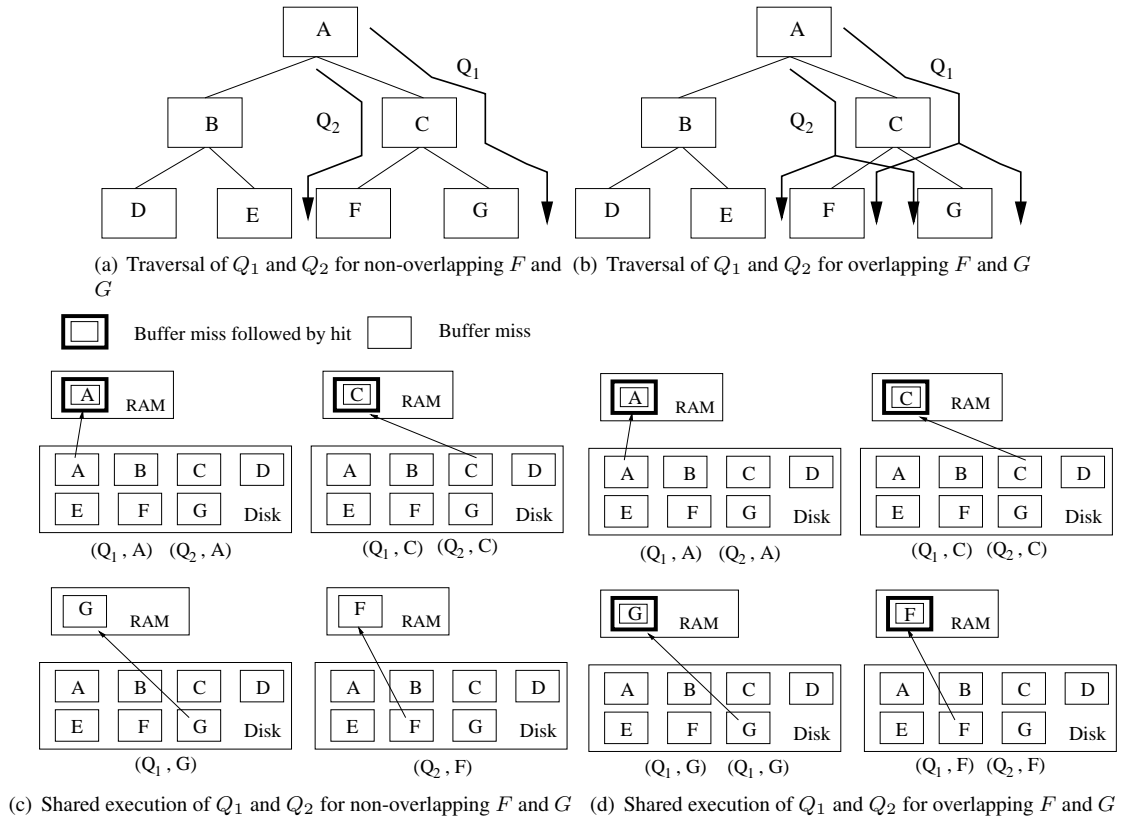 A
B
C
D
E
F
G
Q1
Q2
A
B
C
D
E
F
G
Q1
Q2
(a) Traversal of Q1 and Q2 for non-overlapping F and
G
(b) Traversal of Q1 and Q2 for overlapping F and G
Buffer miss followed by hit
Buffer miss
A
RAM
A B C D
E F G Disk
(Q1 , A) (Q2 , A)
C
RAM
A B C D
E F G Disk
(Q1 , C) (Q2 , C)
A
RAM
A B C D
E F G Disk
(Q1 , A) (Q2 , A)
C
RAM
A B C D
E F G Disk
(Q1 , C) (Q2 , C)
G
RAM
A B C D
E F G Disk
(Q1 , G)
F
RAM
A B C D
E F G Disk
(Q2 , F)
G
RAM
A B C D
E F G Disk
(Q1 , G) (Q1 , G)
F
RAM
A B C D
E F G Disk
(Q1 , F) (Q2 , F)
(c) Shared execution of Q1 and Q2 for non-overlapping F and G
(d) Shared execution of Q1 and Q2 for overlapping F and G